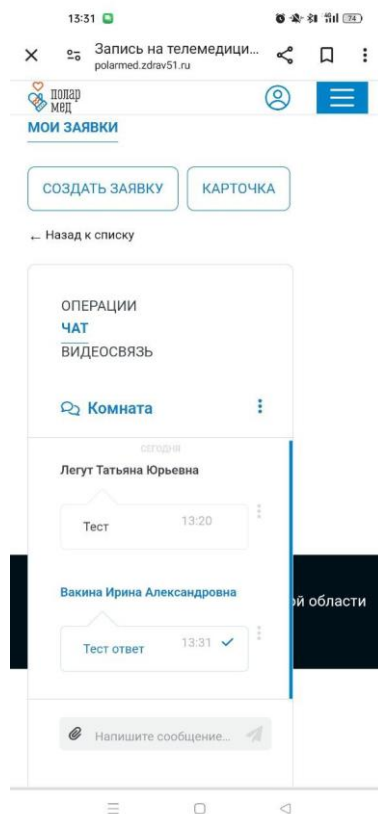 13:31
74
Запись на телемедици...
polarmed.zdrav51.ru
полар
мед
МОИ ЗАЯВКИ
СОЗДАТЬ ЗАЯВКУ
КАРТОЧКА
← Назад к списку
ОПЕРАЦИИ
ЧАТ
ВИДЕОСВЯЗЬ
Комната
СЕГОДНЯ
Легут Татьяна Юрьевна
Тест 13:20
Вакина Ирина Александровна
ой области
Тест ответ 13:31
Напишите сообщение...